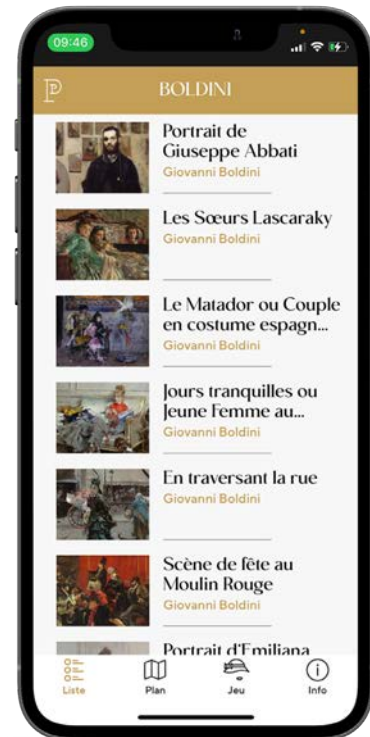 09:46
P BOLDINI
Portrait de
Giuseppe Abbati
Giovanni Boldini
Les Sœurs Lascaraky
Giovanni Boldini
Le Matador ou Couple
en costume espagn...
Giovanni Boldini
Jours tranquilles ou
Jeune Femme au...
Giovanni Boldini
En traversant la rue
Giovanni Boldini
Scène de fête au
Moulin Rouge
Giovanni Boldini
Portrait d'Emiliana
Liste Plan Jeu Info